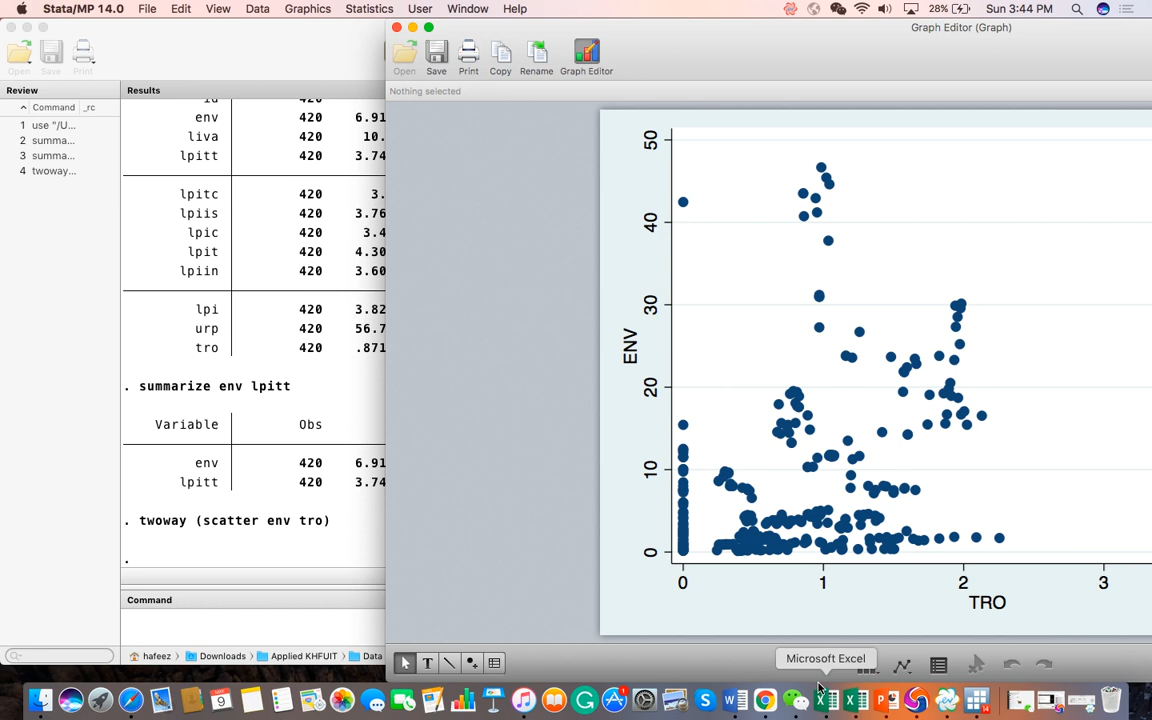 Stata/MP 14.0 File Edit View Data Graphics Statistics User Window Help 28% Sun 3:44 PM
Graph Editor (Graph)
Open Save Print
Open Save Print Copy Rename Graph Editor
Review Results
Nothing selected
Command _rc
1 use "/U...
2 summa...
3 summa...
4 twoway...
id 420
env 420 6.91
liva 420 10.
lpitt 420 3.74
lpitc 420 3.
lpiis 420 3.76
lpic 420 3.4
lpit 420 4.30
lpiin 420 3.60
lpi 420 3.82
urp 420 56.7
tro 420 .871
. summarize env lpitt
Variable Obs
env 420 6.91
lpitt 420 3.74
. twoway (scatter env tro)
.
Command
hafeez Downloads Applied KHFUIT Data
50
40
30
20
10
0
ENV
0 1 2 3
TRO
T
Microsoft Excel
9
1
14